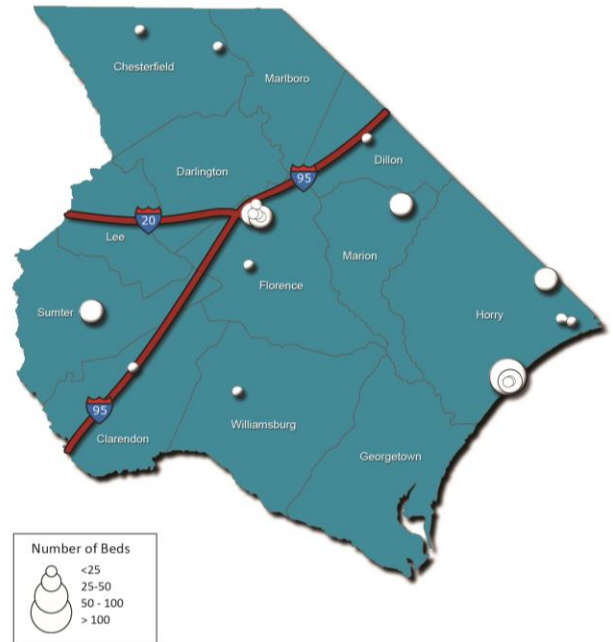 Chesterfield
Marlboro
Darlington
95
Dillon
20
Lee
Marion
Florence
Sumter
Horry
95
Clarendon
Williamsburg
Georgetown
Number of Beds
<25
25-50
50 - 100
> 100